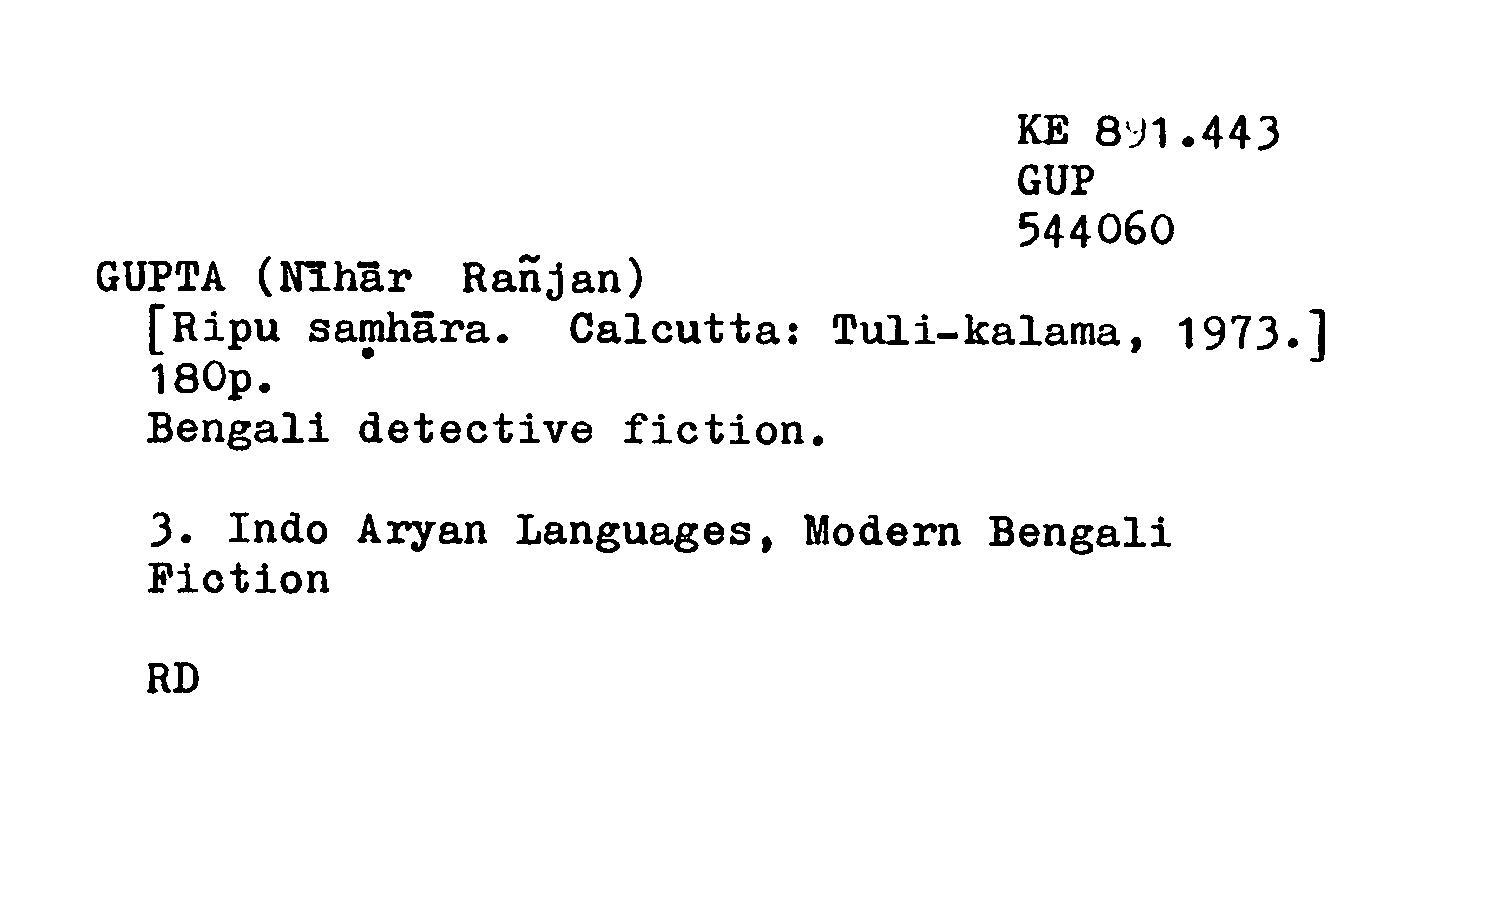 KE 891.443
GUP
544060
GUPTA (Nīhār Rañjan)
[Ripu saṃhāra. Calcutta: Tuli-kalama, 1973.]
180p.
Bengali detective fiction.
3. Indo Aryan Languages, Modern Bengali
Fiction
RD